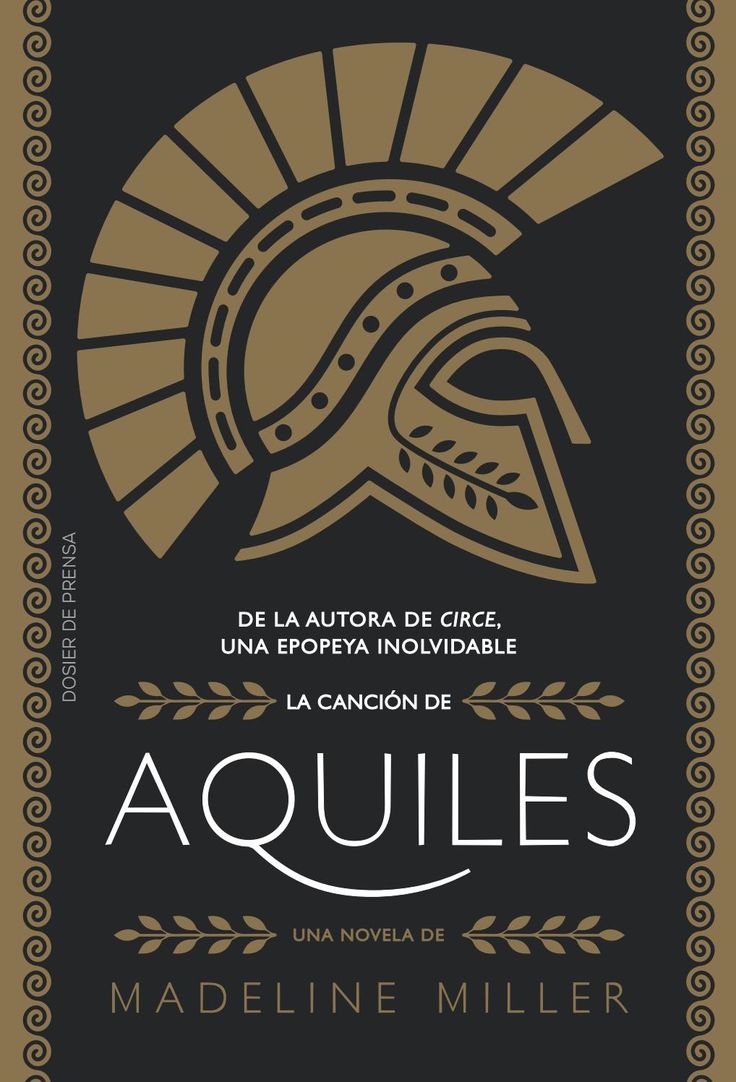 DOSIER DE PRENSA
DE LA AUTORA DE CIRCE,
UNA EPOPEYA INOLVIDABLE
LA CANCIÓN DE
AQUILES
UNA NOVELA DE
MADELINE MILLER